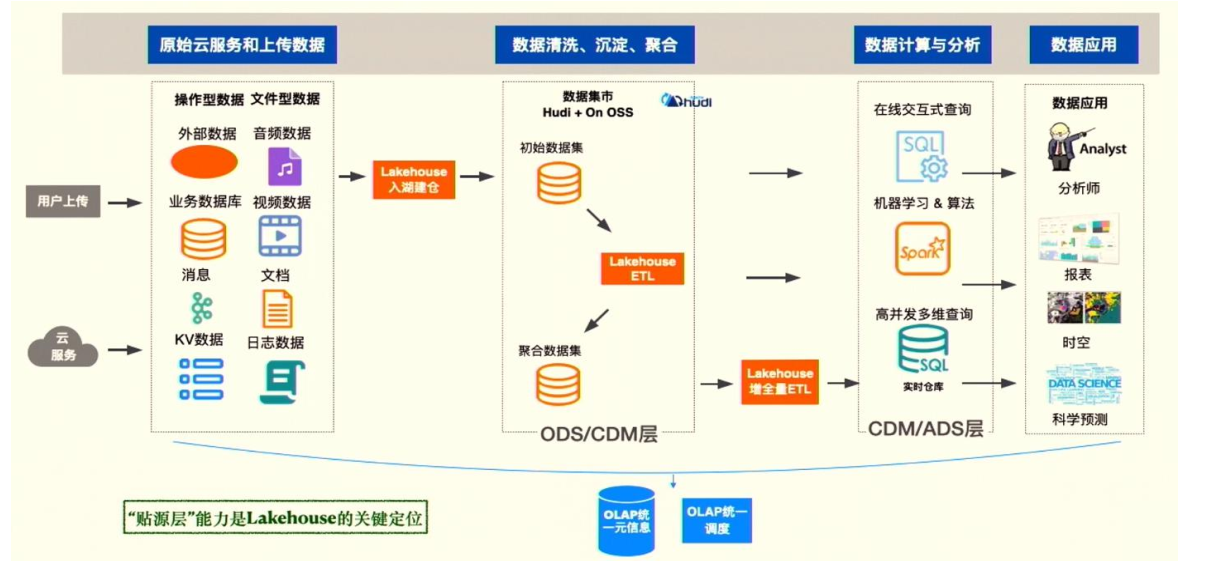 原始云服务和上传数据
数据清洗、沉淀、聚合
数据计算与分析
数据应用
用户上传
云
服务
操作型数据 文件型数据
外部数据
音频数据
业务数据库
视频数据
消息
文档
KV数据
日志数据
Lakehouse
入湖建仓
数据集市
Hudi + On OSS
hudi
初始数据集
Lakehouse
ETL
聚合数据集
ODS/CDM层
Lakehouse
增全量ETL
在线交互式查询
SQL
机器学习 & 算法
Spark
高并发多维查询
SQL
实时仓库
CDM/ADS层
数据应用
Analyst
分析师
报表
时空
DATA SCIENCE
科学预测
“贴源层”能力是Lakehouse的关键定位
OLAP统
一元信息
OLAP统一
调度